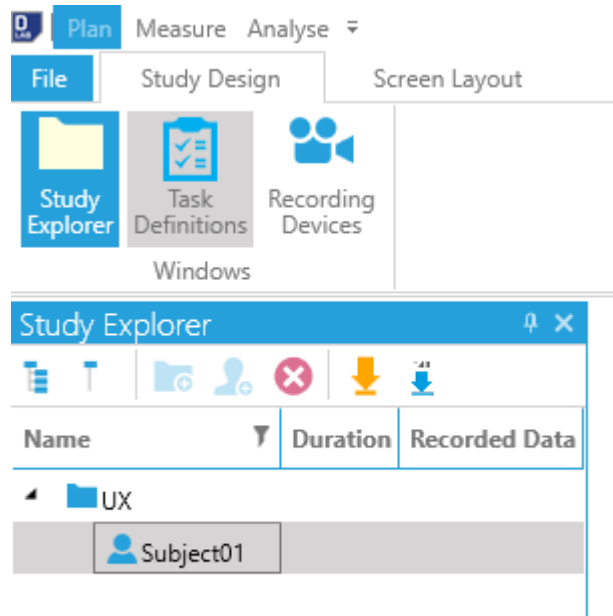 D
LAB
Plan Measure Analyse
File Study Design Screen Layout
Study Explorer
Task Definitions
Recording Devices
Windows
Study Explorer
Name Duration Recorded Data
UX
Subject01